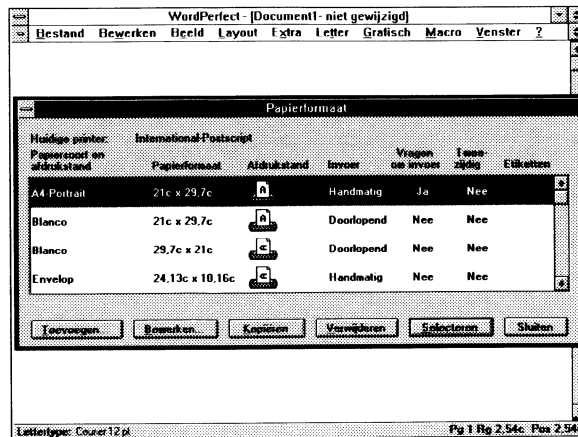 WordPerfect - [Document1- niet gewijzigd]
Bestand Bewerken Beeld Layout Extra Letter Grafisch Macro Venster ?
Papierformaat
Huidige printer: International-Postscript
Papiersoort en afdrukstand Papierformaat Afdrukstand Invoer Vragen om invoer Twee-zijdig Etiketten
A4-Portrait 21c x 29,7c A Handmatig Ja Nee
Blanco 21c x 29,7c A Doorlopend Nee Nee
Blanco 29,7c x 21c A Doorlopend Nee Nee
Envelop 24,13c x 10,16c A Handmatig Nee Nee
Toevoegen... Bewerken... Kopiëren Verwijderen Selecteren Sluiten
Lettertype: Courier 12 pt Pg 1 Rg 2,54c Pos 2,54